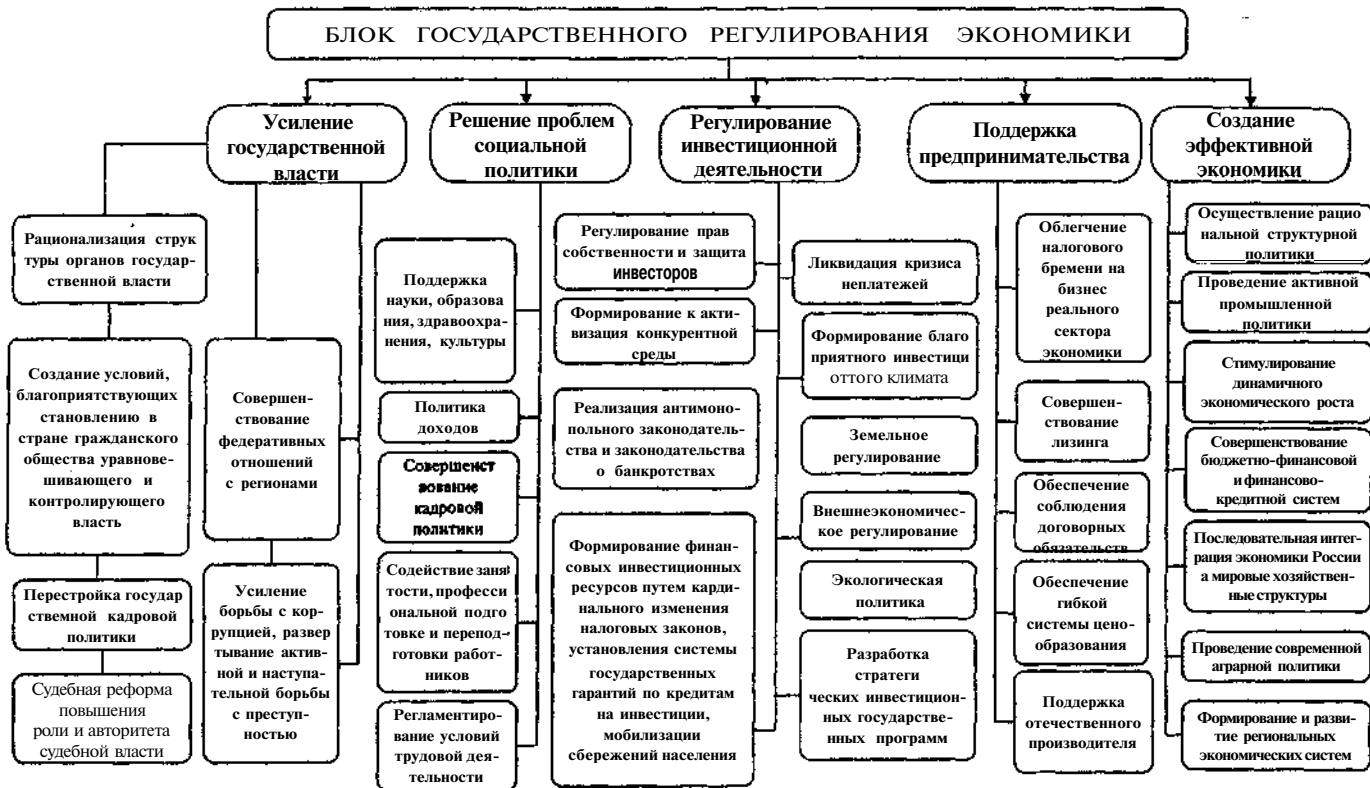 БЛОК ГОСУДАРСТВЕННОГО РЕГУЛИРОВАНИЯ ЭКОНОМИКИ
Усиление
государственной
власти
Решение проблем
социальной
политики
Регулирование
инвестиционной
деятельности
Поддержка
предпринимательства
Создание
эффективной
экономики
Рационализация струк
туры органов государ-
ственной власти
Создание условий,
благоприятствующих
становлению в
стране гражданского
общества уравнове-
шивающего и
контролирующего
власть
Перестройка государ
ствемной кадровой
политики
Судебная реформа
повышения
роли и авторитета
судебной власти
Совершен-
ствование
федеративных
отношений
с регионами
Усиление
борьбы с кор-
рупцией, развер
тывание актив-
ной и наступа-
тельной борьбы
с преступ-
ностью
Поддержка
науки, образова
ния, здравоохра-
нения, культуры
Политика
доходов
Совершенст
аование
кадровой
политики
Содействие заня
тости, професси
ональной подго
товке и перепод-
готовки работ-
ников
Регламентиро-
вание условий
трудовой дея-
тельности
Регулирование прав
собственности и защита
инвесторов
Формирование к акти-
визация конкурентной
среды
Реализация антимоно-
польного законодатель-
ства и законодательства
о банкротствах
Формирование финан-
совых инвестиционных
ресурсов путем карди-
нального изменения
налоговых законов,
установления системы
государственных
гарантий по кредитам
на инвестиции,
мобилизации
сбережений населения
Ликвидация кризиса
неплатежей
Формирование благо
приятного инвестици
оттого климата
Земельное
регулирование
Внешнеэкономичес-
кое регулирование
Экологическая
политика
Разработка
стратеги
ческих инвестицион-
ных государстве-
нных программ
Облегчение
налогового
бремени на
бизнес
реального
сектора
экономики
Совершен-
ствование
лизинга
Обеспечение
соблюдения
договорных
обязательств
Обеспечение
гибкой
системы цено-
образования
Поддержка
отечественного
производителя
Осуществление рацио
нальной структурной
политики
Проведение активной
промышленной
политики
Стимулирование
динамичного
экономического роста
Совершенствование
бюджетно-финансовой
и финансово-
кредитной систем
Последовательная интег-
рация экономики России
а мировые хозяйствен-
ные структуры
Проведение современной
аграрной политики
Формирование и разви-
тие региональных
экономических систем